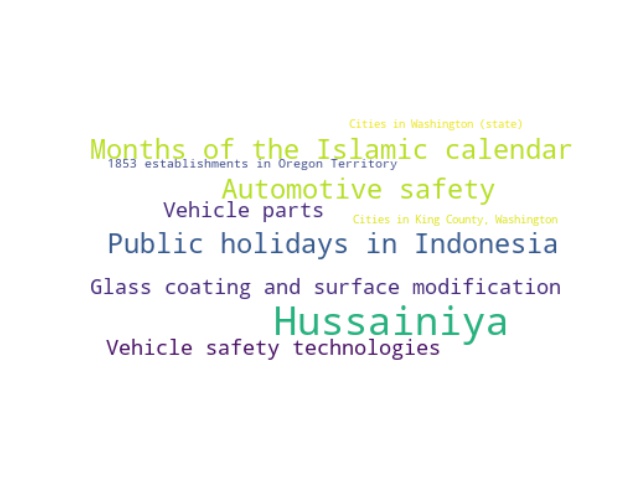 Cities in Washington (state)
Months of the Islamic calendar
1853 establishments in Oregon Territory
Automotive safety
Vehicle parts
Cities in King County, Washington
Public holidays in Indonesia
Glass coating and surface modification
Hussainiya
Vehicle safety technologies